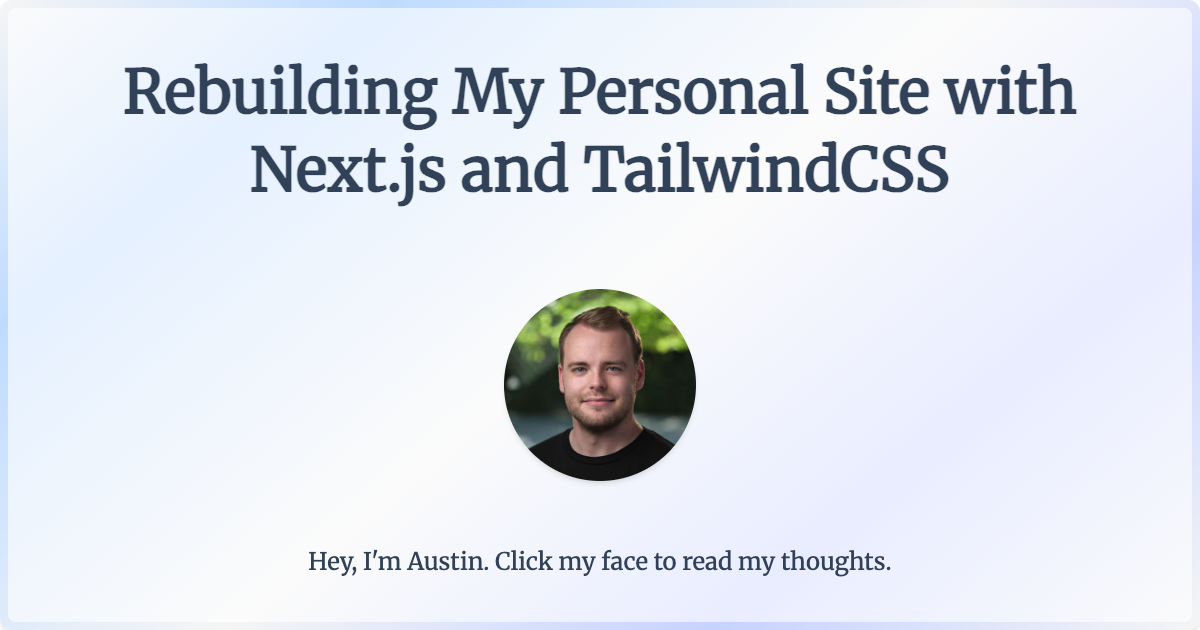 Rebuilding My Personal Site with
Next.js and TailwindCSS
Hey, I'm Austin. Click my face to read my thoughts.